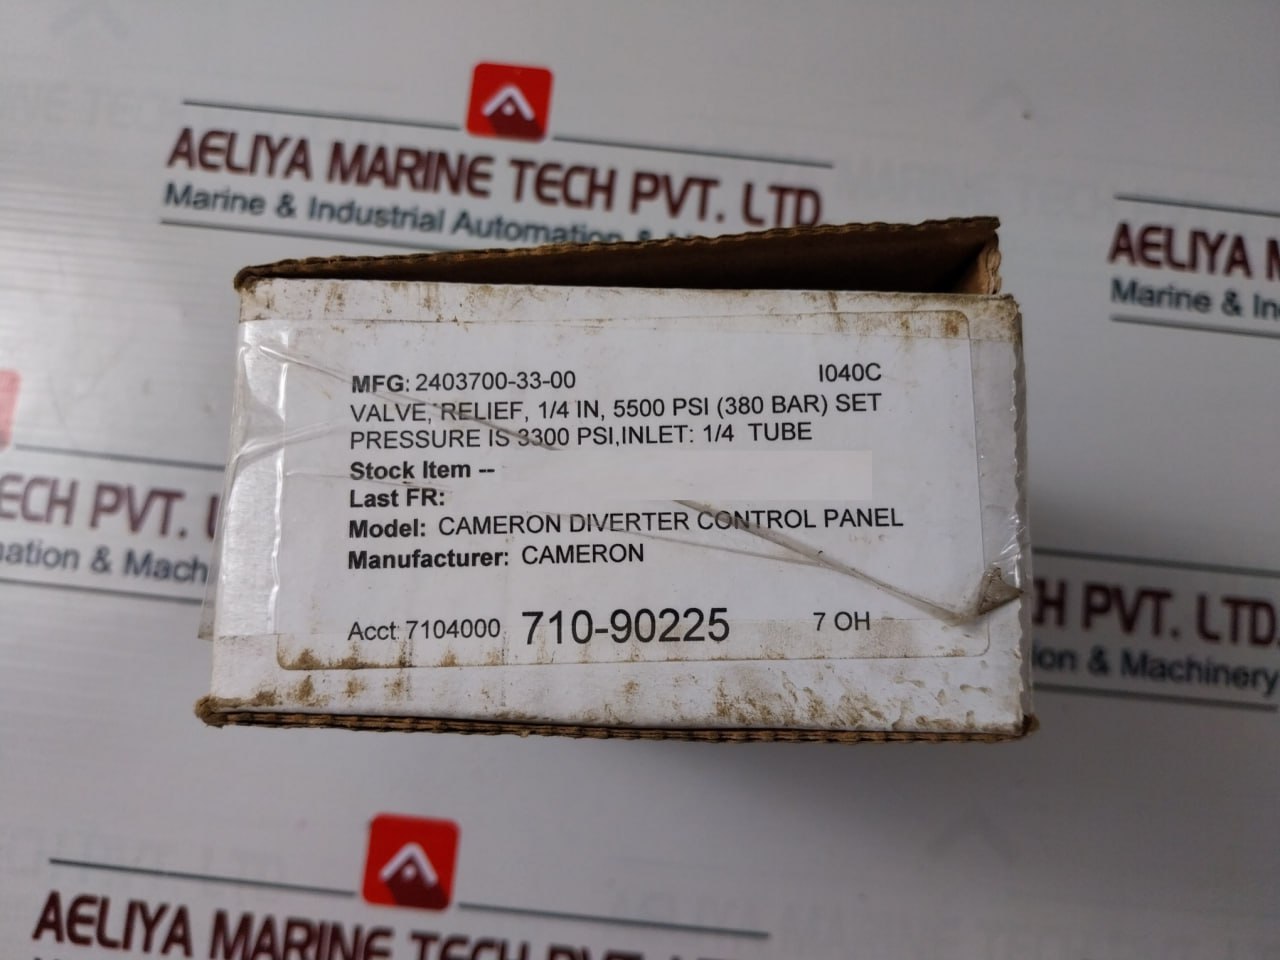 AELIYA MARINE TECH PVT. LTD.
Marine & Industrial Automation &
AELIYA
Marine & In
MFG: 2403700-33-00 I040C
VALVE, RELIEF, 1/4 IN, 5500 PSI (380 BAR) SET
PRESSURE IS 3300 PSI,INLET: 1/4 TUBE
Stock Item --
Last FR:
Model: CAMERON DIVERTER CONTROL PANEL
Manufacturer: CAMERON
Acct: 7104000 710-90225 7 OH
ECH PVT.
ation & Mach
H PVT. LTD.
ion & Machinery
AELIYA MARINE TECH PVT. LTD.